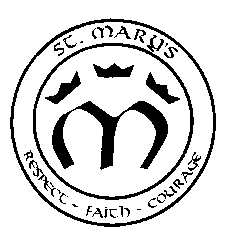 ST. MARY'S
M
RESPECT - FAITH - COURAGE